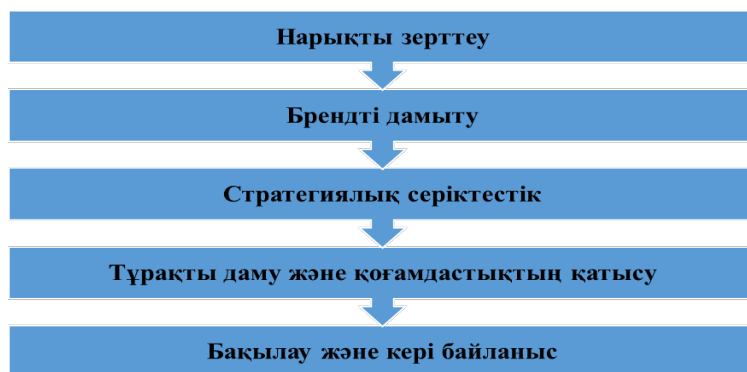 Нарықты зерттеу
Брендті дамыту
Стратегиялық серіктестік
Тұрақты даму және қоғамдастықтың қатысу
Бақылау және кері байланыс